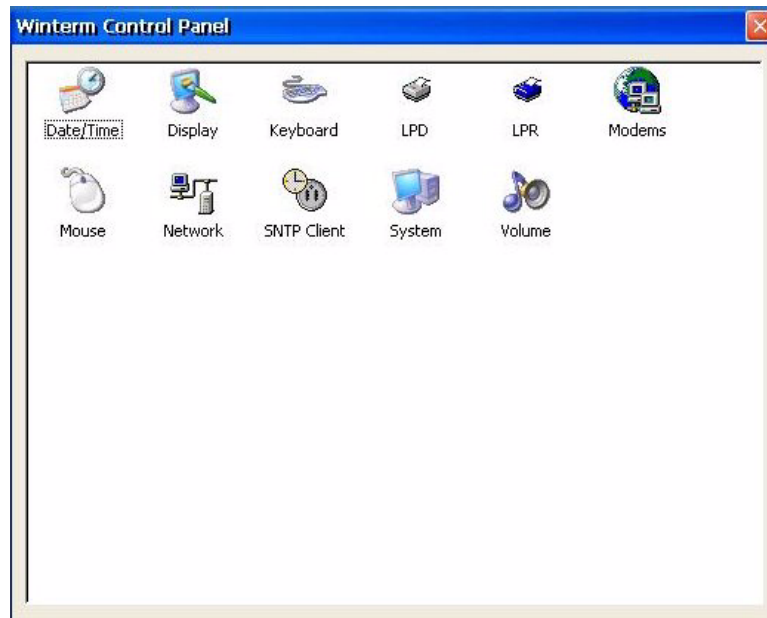 Winterm Control Panel
Date/Time Display Keyboard LPD LPR Modems
Mouse Network SNTP Client System Volume